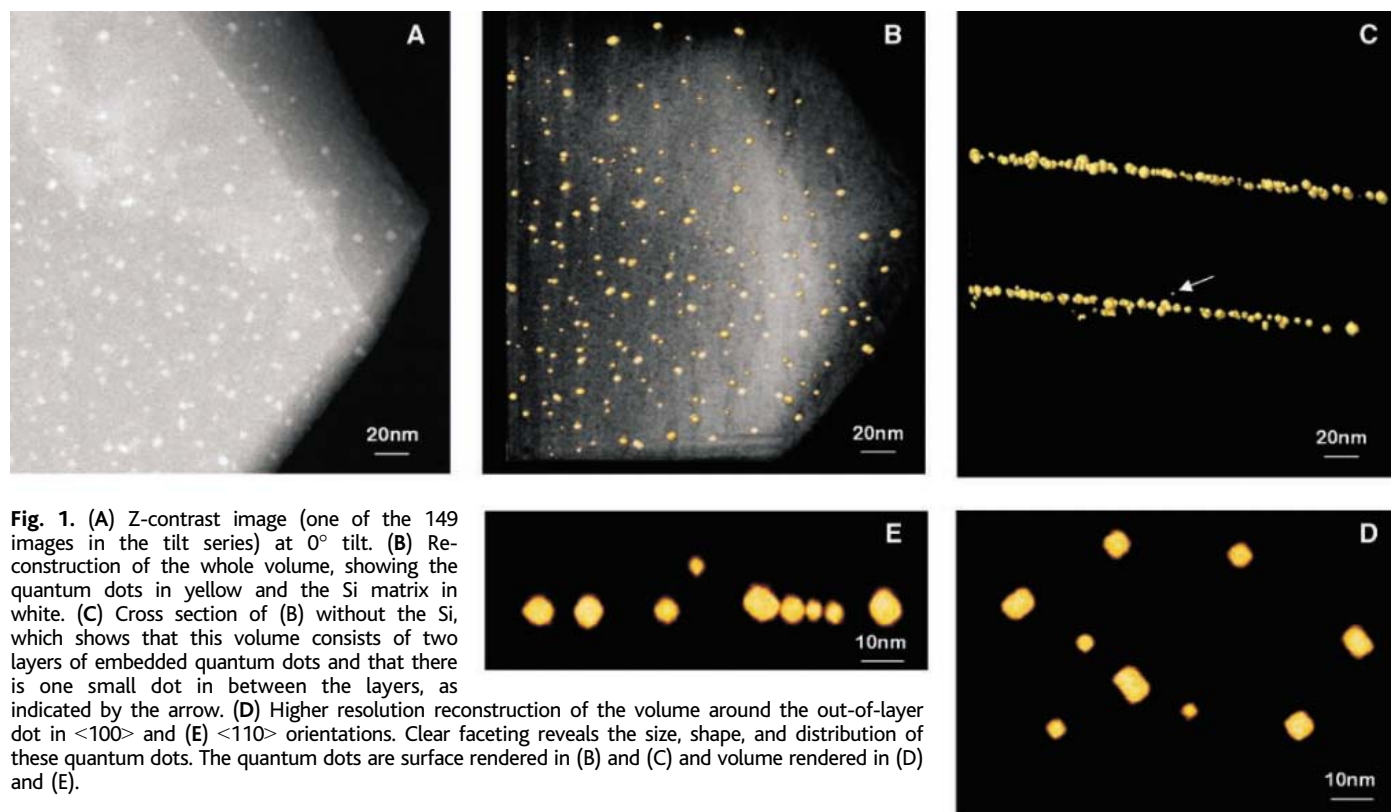 A
20nm
B
20nm
C
20nm
Fig. 1. (A) Z-contrast image (one of the 149
images in the tilt series) at 0° tilt. (B) Re-
construction of the whole volume, showing the
quantum dots in yellow and the Si matrix in
white. (C) Cross section of (B) without the Si,
which shows that this volume consists of two
layers of embedded quantum dots and that there
is one small dot in between the layers, as
indicated by the arrow. (D) Higher resolution reconstruction of the volume around the out-of-layer
dot in <100> and (E) <110> orientations. Clear faceting reveals the size, shape, and distribution of
these quantum dots. The quantum dots are surface rendered in (B) and (C) and volume rendered in (D)
and (E).
E
10nm
D
10nm